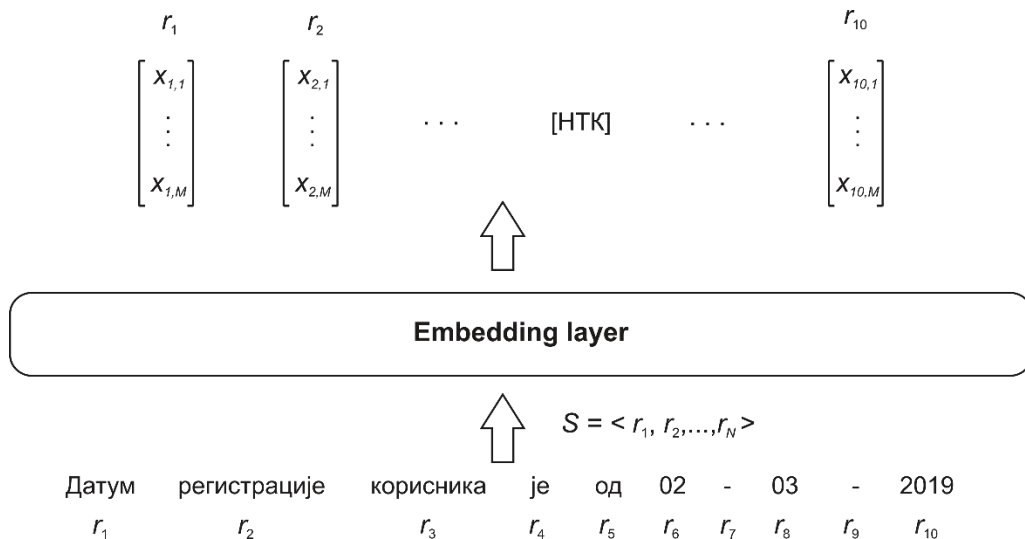 r1 r2 r10
x1,1 x2,1 x10,1
⋮ ⋮ ⋮
· · · [НТК] · · ·
x1,M x2,M x10,M
Embedding layer
S = < r1, r2,...,rN >
Датум регистрације корисника је од 02 - 03 - 2019
r1 r2 r3 r4 r5 r6 r7 r8 r9 r10